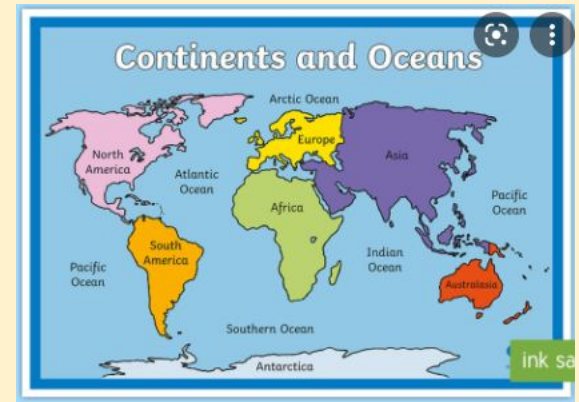 Continents and Oceans
Arctic Ocean
Europe
North
America
Asia
Atlantic
Ocean
Pacific
Ocean
Africa
South
America
Indian
Ocean
Pacific
Ocean
Australasia
Southern Ocean
Antarctica
ink sa